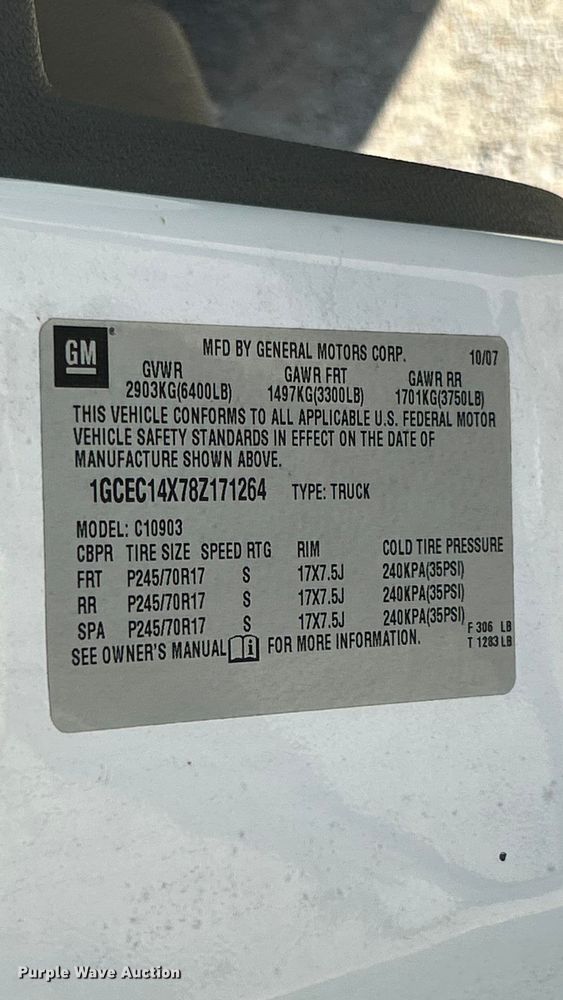 GM
MFD BY GENERAL MOTORS CORP. 10/07
GVWR GAWR FRT GAWR RR
2903KG(6400LB) 1497KG(3300LB) 1701KG(3750LB)
THIS VEHICLE CONFORMS TO ALL APPLICABLE U.S. FEDERAL MOTOR
VEHICLE SAFETY STANDARDS IN EFFECT ON THE DATE OF
MANUFACTURE SHOWN ABOVE.
1GCEC14X78Z171264 TYPE: TRUCK
MODEL: C10903
CBPR TIRE SIZE SPEED RTG RIM COLD TIRE PRESSURE
FRT P245/70R17 S 17X7.5J 240KPA(35PSI)
RR P245/70R17 S 17X7.5J 240KPA(35PSI)
SPA P245/70R17 S 17X7.5J 240KPA(35PSI)
SEE OWNER'S MANUAL FOR MORE INFORMATION.
F 306 LB
T 1283 LB
Purple Wave Auction